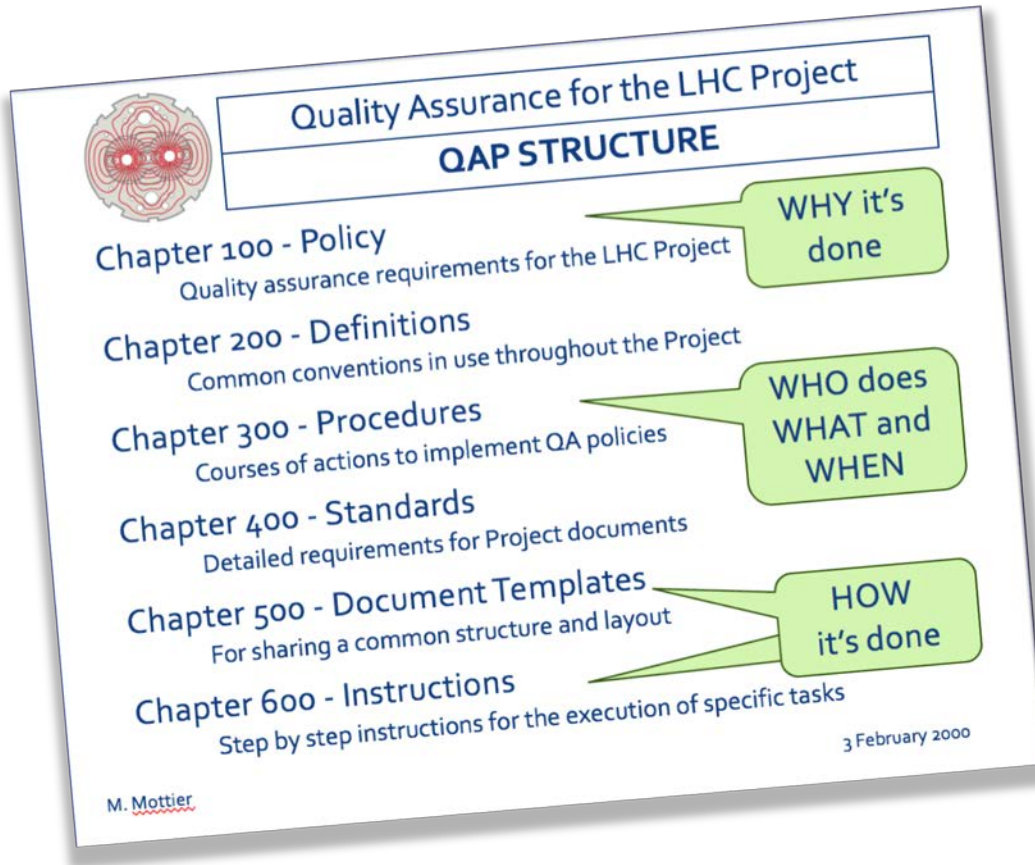 Quality Assurance for the LHC Project
QAP STRUCTURE
Chapter 100 - Policy
Quality assurance requirements for the LHC Project
WHY it's
done
Chapter 200 - Definitions
Common conventions in use throughout the Project
Chapter 300 - Procedures
Courses of actions to implement QA policies
WHO does
WHAT and
WHEN
Chapter 400 - Standards
Detailed requirements for Project documents
Chapter 500 - Document Templates
For sharing a common structure and layout
HOW
it's done
Chapter 600 - Instructions
Step by step instructions for the execution of specific tasks
3 February 2000
M. Mottier